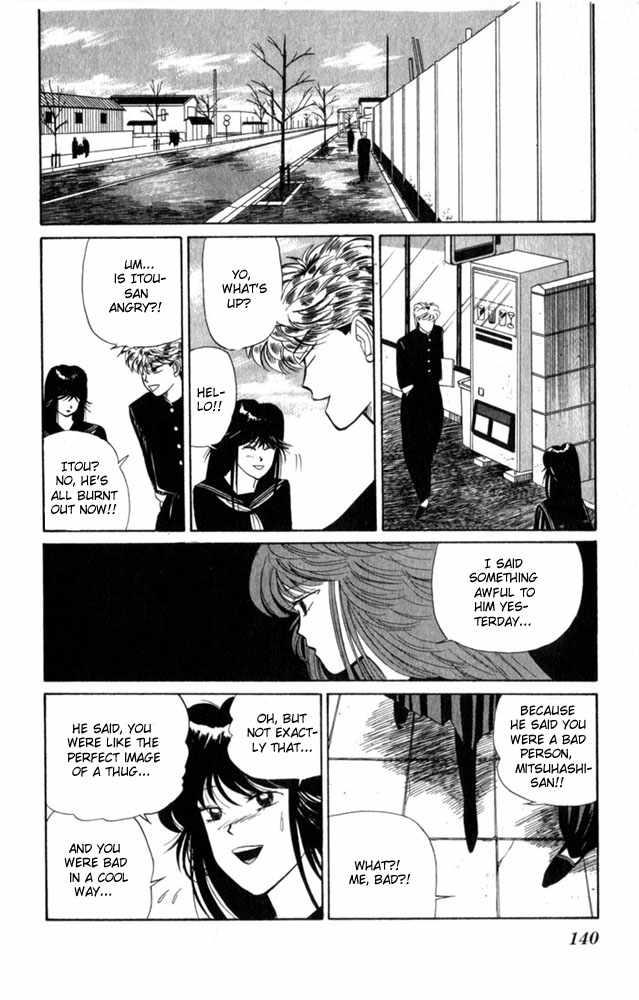 YO,
WHAT'S
UP?
HEL-
LO!!
UM...
IS ITOU-
SAN
ANGRY?!
ITOU?
NO, HE'S
ALL BURNT
OUT NOW!!
I SAID
SOMETHING
AWFUL TO
HIM YES-
TERDAY...
BECAUSE
HE SAID YOU
WERE A BAD
PERSON,
MITSUHASHI-
SAN!!
WHAT?!
ME, BAD?!
OH, BUT
NOT EXACT-
LY THAT...
HE SAID, YOU
WERE LIKE THE
PERFECT IMAGE
OF A THUG...
AND YOU
WERE BAD
IN A COOL
WAY...
140